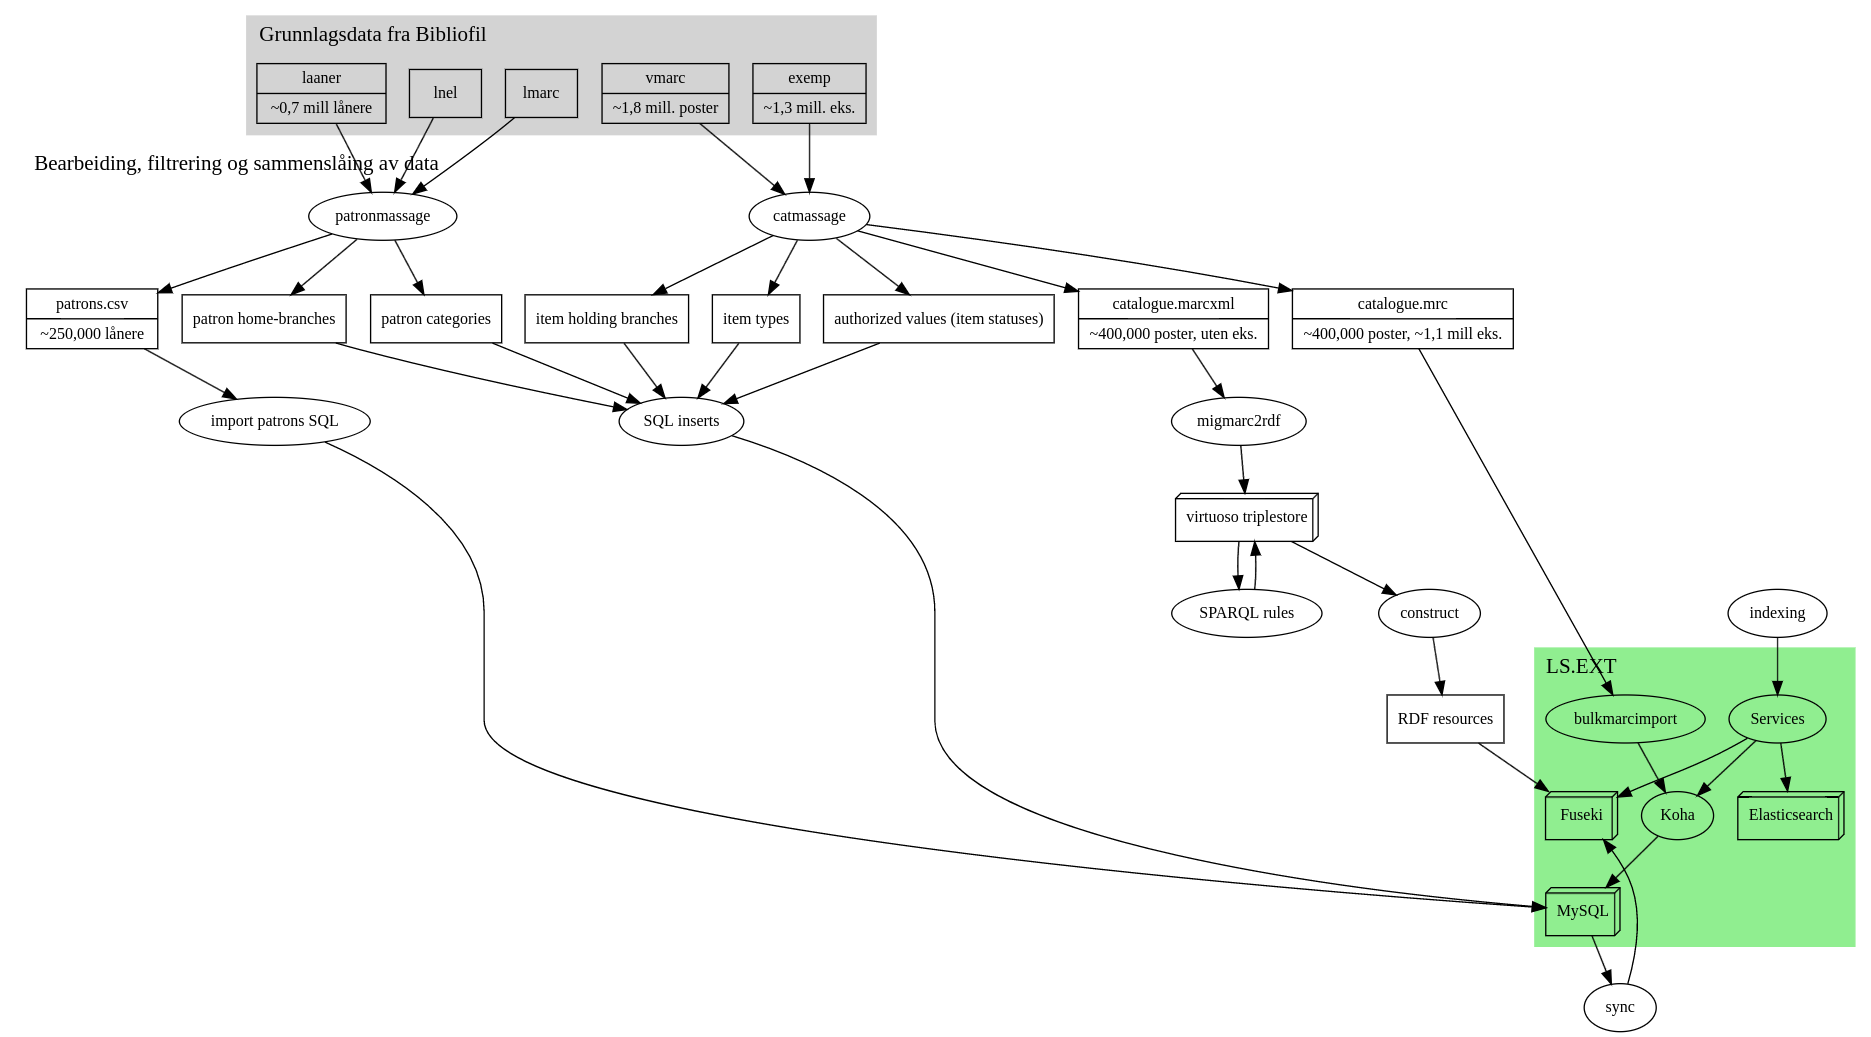 Grunnlagsdata fra Bibliofil
laaner
~0,7 mill lånere
lnel
lmarc
vmarc
~1,8 mill. poster
exemp
~1,3 mill. eks.
Bearbeiding, filtrering og sammenslåing av data
patronmassage
catmassage
patrons.csv
~250,000 lånere
patron home-branches
patron categories
item holding branches
item types
authorized values (item statuses)
catalogue.marcxml
~400,000 poster, uten eks.
catalogue.mrc
~400,000 poster, ~1,1 mill eks.
import patrons SQL
SQL inserts
migmarc2rdf
virtuoso triplestore
SPARQL rules
construct
indexing
LS.EXT
RDF resources
bulkmarcimport
Services
Fuseki
Koha
Elasticsearch
MySQL
sync